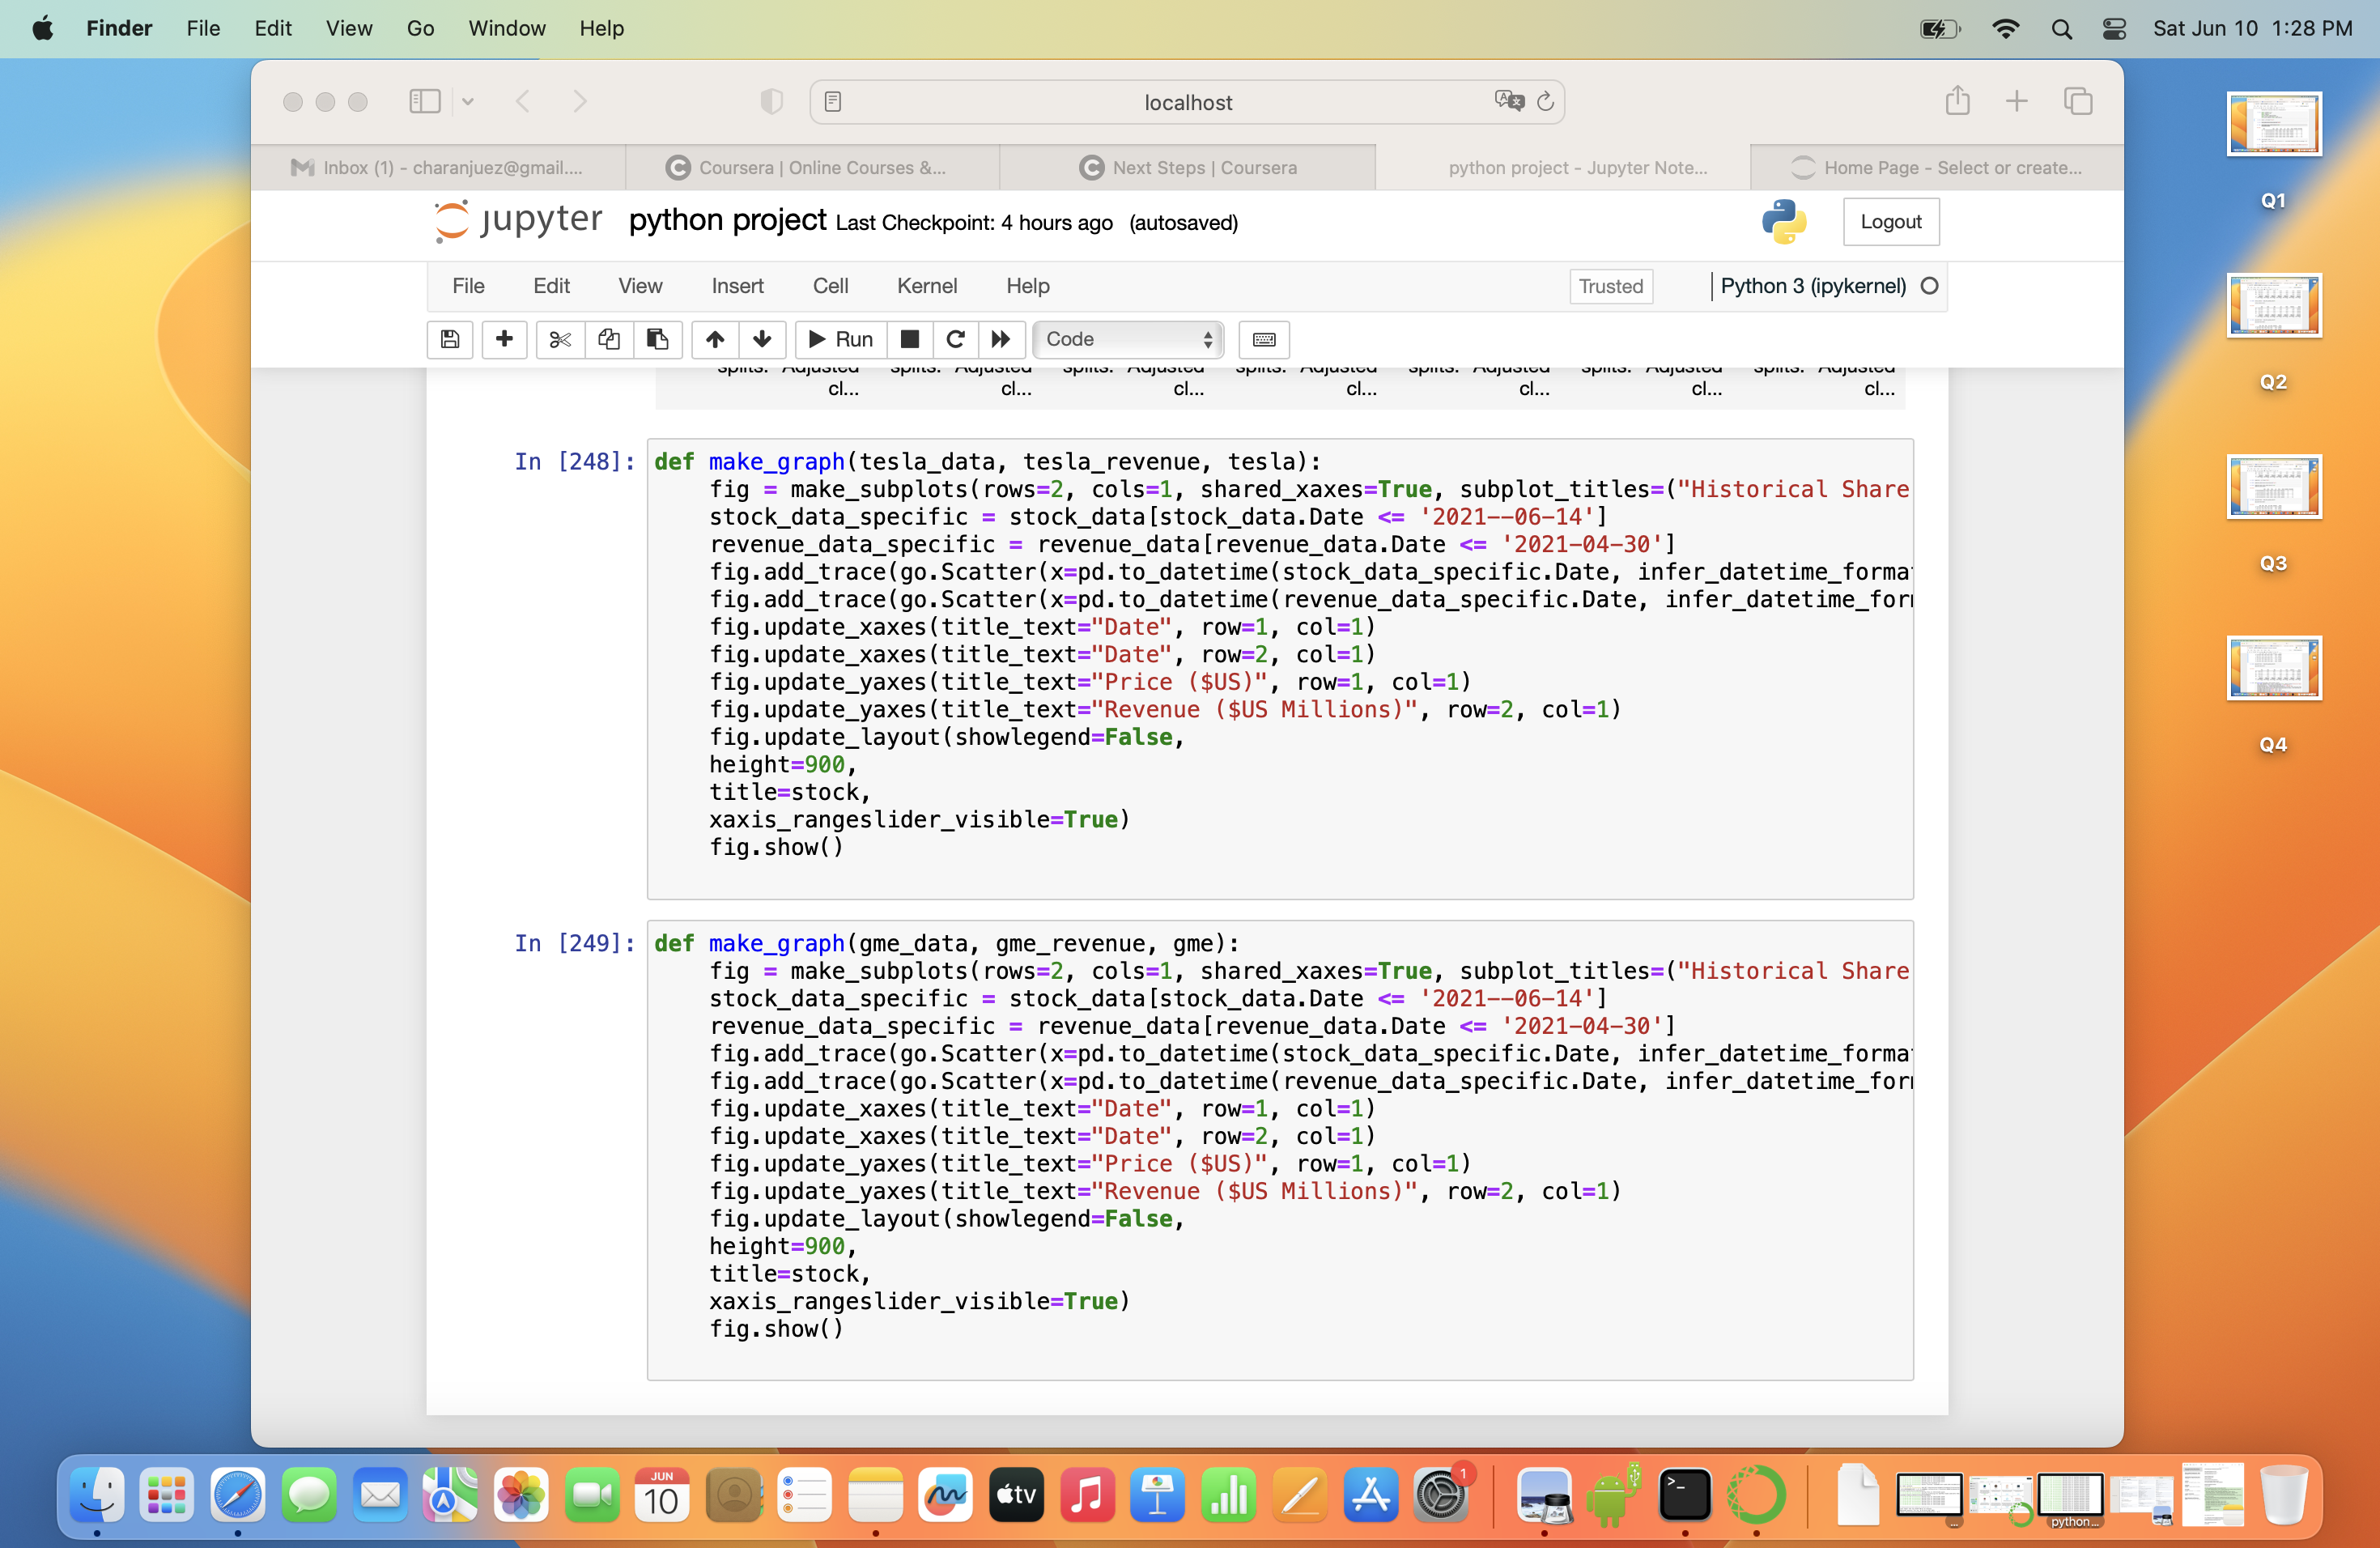 Finder File Edit View Go Window Help Sat Jun 10 1:28 PM
localhost
Inbox (1) - charanjuez@gmail.... Coursera | Online Courses &... Next Steps | Coursera python project - Jupyter Note... Home Page - Select or create...
jupyter python project Last Checkpoint: 4 hours ago (autosaved) Logout
File Edit View Insert Cell Kernel Help Trusted Python 3 (ipykernel)
Run Code
splits. Adjusted splits. Adjusted splits. Adjusted splits. Adjusted splits. Adjusted splits. Adjusted splits. Adjusted
cl... cl... cl... cl... cl... cl... cl...
In [248]: def make_graph(tesla_data, tesla_revenue, tesla):
fig = make_subplots(rows=2, cols=1, shared_xaxes=True, subplot_titles=("Historical Share
stock_data_specific = stock_data[stock_data.Date <= '2021--06-14']
revenue_data_specific = revenue_data[revenue_data.Date <= '2021-04-30']
fig.add_trace(go.Scatter(x=pd.to_datetime(stock_data_specific.Date, infer_datetime_forma
fig.add_trace(go.Scatter(x=pd.to_datetime(revenue_data_specific.Date, infer_datetime_for
fig.update_xaxes(title_text="Date", row=1, col=1)
fig.update_xaxes(title_text="Date", row=2, col=1)
fig.update_yaxes(title_text="Price ($US)", row=1, col=1)
fig.update_yaxes(title_text="Revenue ($US Millions)", row=2, col=1)
fig.update_layout(showlegend=False,
height=900,
title=stock,
xaxis_rangeslider_visible=True)
fig.show()
In [249]: def make_graph(gme_data, gme_revenue, gme):
fig = make_subplots(rows=2, cols=1, shared_xaxes=True, subplot_titles=("Historical Share
stock_data_specific = stock_data[stock_data.Date <= '2021--06-14']
revenue_data_specific = revenue_data[revenue_data.Date <= '2021-04-30']
fig.add_trace(go.Scatter(x=pd.to_datetime(stock_data_specific.Date, infer_datetime_forma
fig.add_trace(go.Scatter(x=pd.to_datetime(revenue_data_specific.Date, infer_datetime_for
fig.update_xaxes(title_text="Date", row=1, col=1)
fig.update_xaxes(title_text="Date", row=2, col=1)
fig.update_yaxes(title_text="Price ($US)", row=1, col=1)
fig.update_yaxes(title_text="Revenue ($US Millions)", row=2, col=1)
fig.update_layout(showlegend=False,
height=900,
title=stock,
xaxis_rangeslider_visible=True)
fig.show()
Q1
Q2
Q3
Q4
JUN
10
tv
1
... python...